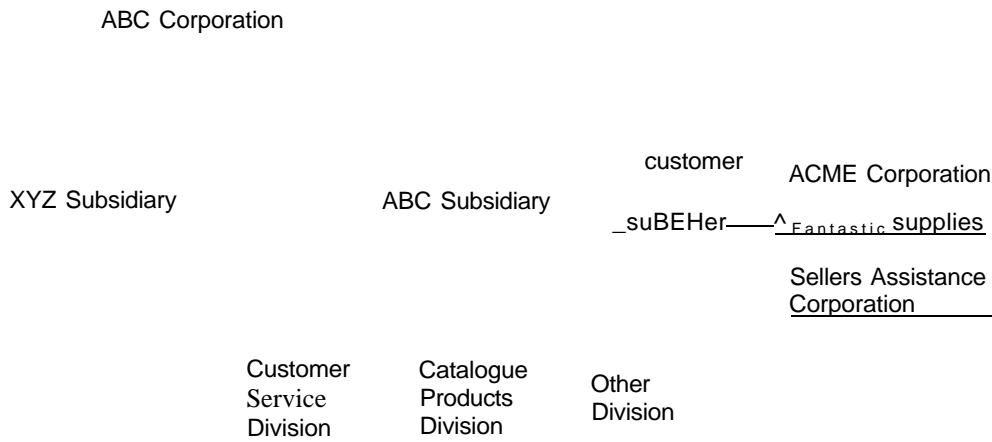 ABC Corporation
customer
ACME Corporation
XYZ Subsidiary
ABC Subsidiary
_suBEHer
^ Fantastic supplies
Sellers Assistance
Corporation
Customer
Service
Division
Catalogue
Products
Division
Other
Division